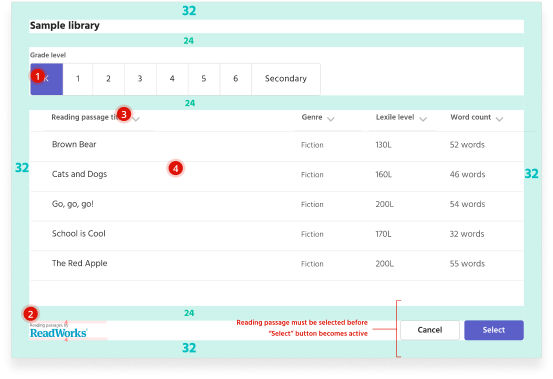 32
Sample library
24
Grade level
1 1 2 3 4 5 6 Secondary
24
Reading passage 3 Genre Lexile level Word count
Brown Bear Fiction 130L 52 words
32 Cats and Dogs 4 Fiction 160L 46 words 32
Go, go, go! Fiction 200L 54 words
School is Cool Fiction 170L 32 words
The Red Apple Fiction 200L 55 words
2 24
Reading passages by
ReadWorks
Reading passage must be selected before
"Select" button becomes active
Cancel Select
32